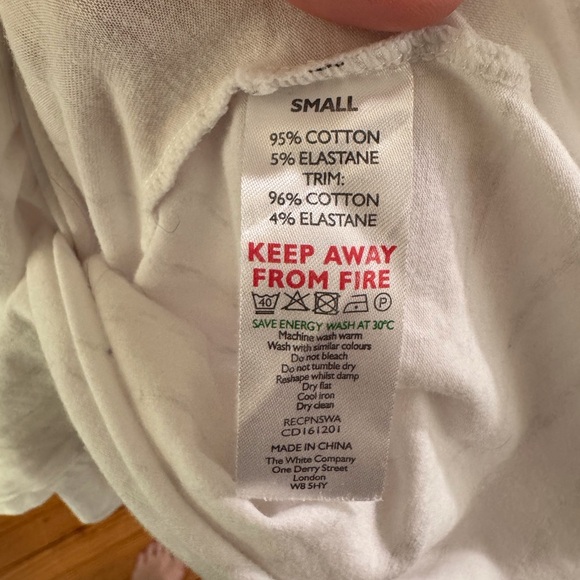 SMALL
95% COTTON
5% ELASTANE
TRIM:
96% COTTON
4% ELASTANE
KEEP AWAY
FROM FIRE
40 P
SAVE ENERGY WASH AT 30°C
Machine wash warm
Wash with similar colours
Do not bleach
Do not tumble dry
Reshape whilst damp
Dry flat
Cool iron
Dry clean
RECPNSWA
CD161201
MADE IN CHINA
The White Company
One Derry Street
London
W8 5HY